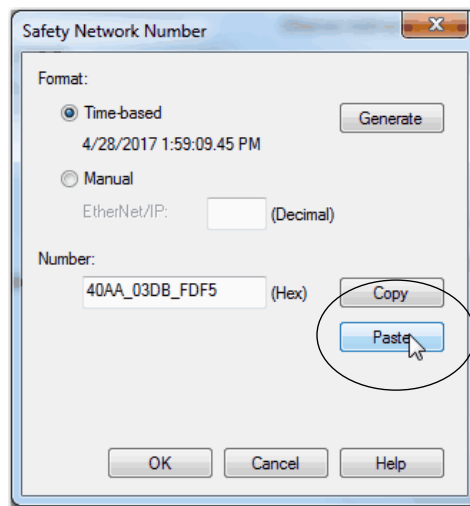 Safety Network Number
Format:
Time-based
Generate
4/28/2017 1:59:09.45 PM
Manual
EtherNet/IP:
(Decimal)
Number:
40AA_03DB_FDF5
(Hex)
Copy
Paste
OK
Cancel
Help